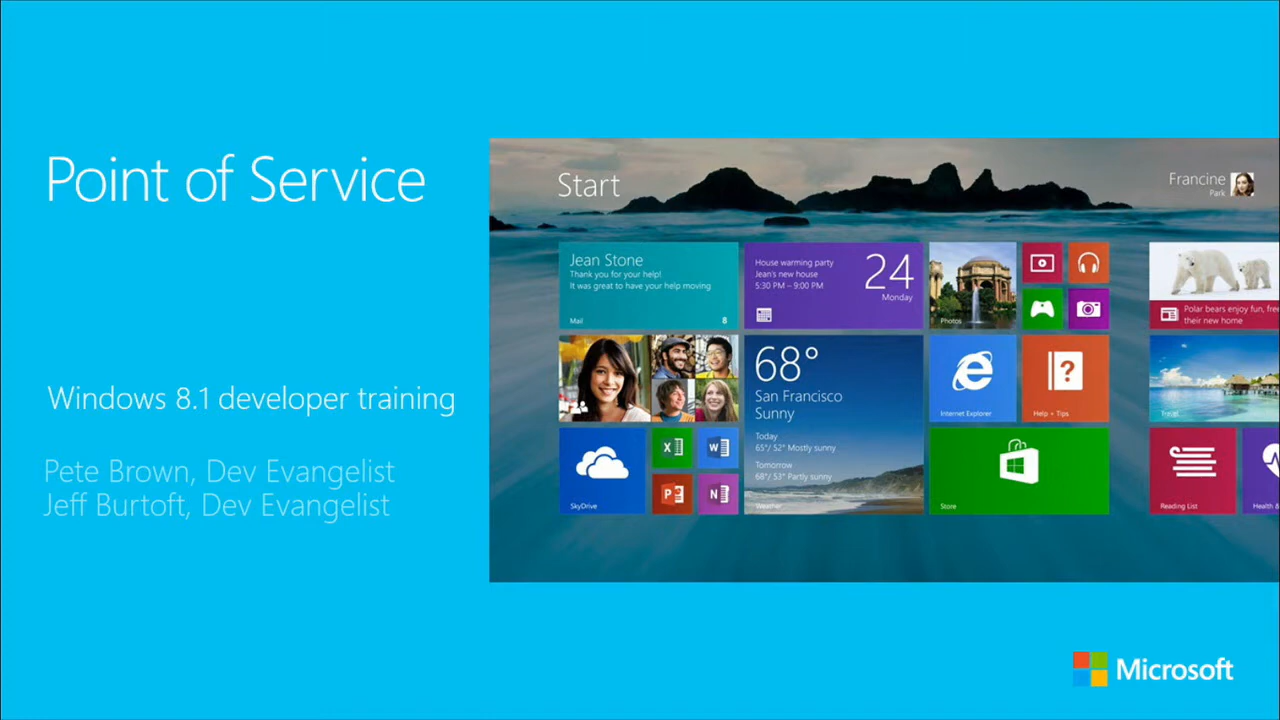 Point of Service
Windows 8.1 developer training
Pete Brown, Dev Evangelist
Jeff Burtoft, Dev Evangelist
Start
Francine
Park
Jean Stone
Thank you for your help!
It was great to have your help moving
Mail
8
House warming party
Jean's new house
5:30 PM – 9:00 PM
24
Monday
Photos
Polar bears enjoy fun, free
their new home
68°
San Francisco
Sunny
Today
65°/ 52° Mostly sunny
Tomorrow
68°/ 53° Partly sunny
Weather
Internet Explorer
Help + Tips
Travel
SkyDrive
Store
Reading List
Health &
Microsoft